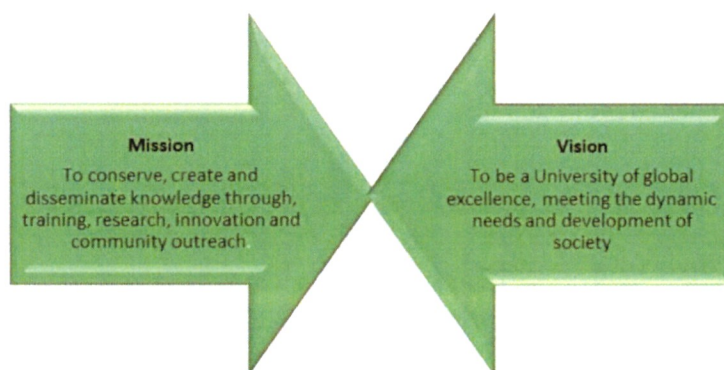 Mission
To conserve, create and
disseminate knowledge through,
training, research, innovation and
community outreach.
Vision
To be a University of global
excellence, meeting the dynamic
needs and development of
society